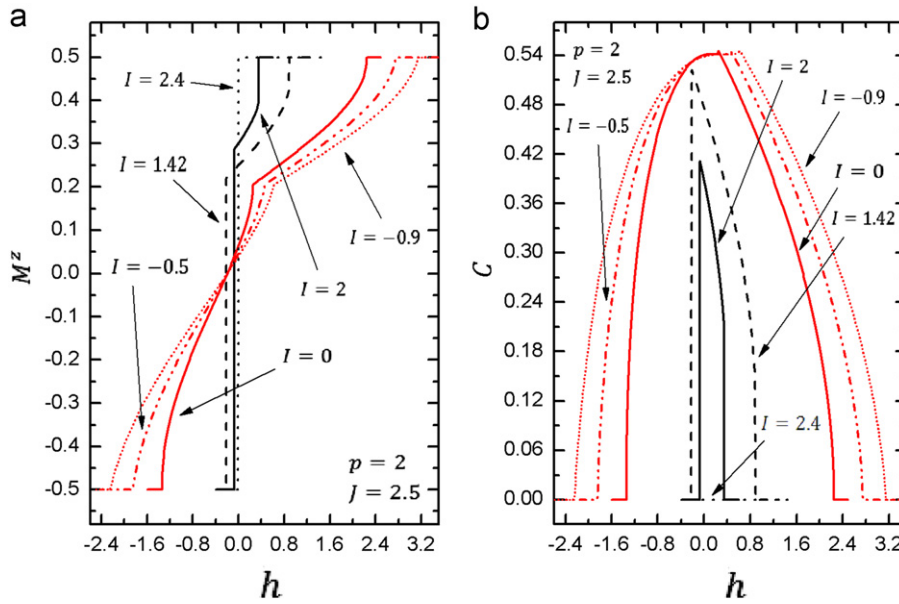 a
0.5
0.4
0.3
0.2
0.1
0.0
-0.1
-0.2
-0.3
-0.4
-0.5
M^z
-2.4 -1.6 -0.8 0.0 0.8 1.6 2.4 3.2
h
I = 2.4
I = 1.42
I = −0.5
I = −0.9
I = 2
I = 0
p = 2
J = 2.5
b
0.54
0.48
0.42
0.36
0.30
0.24
0.18
0.12
0.06
0.00
C
-2.4 -1.6 -0.8 0.0 0.8 1.6 2.4 3.2
h
p = 2
J = 2.5
I = 2
I = −0.5
I = −0.9
I = 0
I = 1.42
I = 2.4